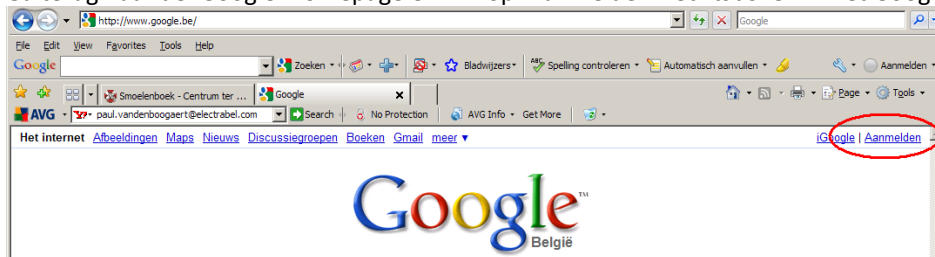 http://www.google.be/
Google
File Edit View Favorites Tools Help
Google Zoeken Bladwijzers Spelling controleren Automatisch aanvullen Aanmelden
Smoelenboek - Centrum ter ... Google Page Tools
AVG paul.vandenboogaert@electrabel.com Search No Protection AVG Info Get More
Het internet Afbeeldingen Maps Nieuws Discussiegroepen Boeken Gmail meer iGoogle | Aanmelden
Google™
België